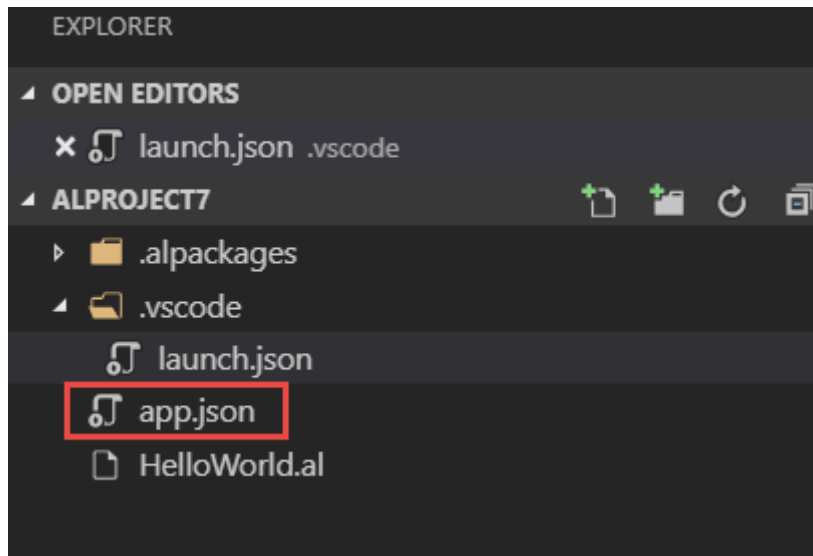 EXPLORER
OPEN EDITORS
launch.json .vscode
ALPROJECT7
.alpackages
.vscode
launch.json
app.json
HelloWorld.al